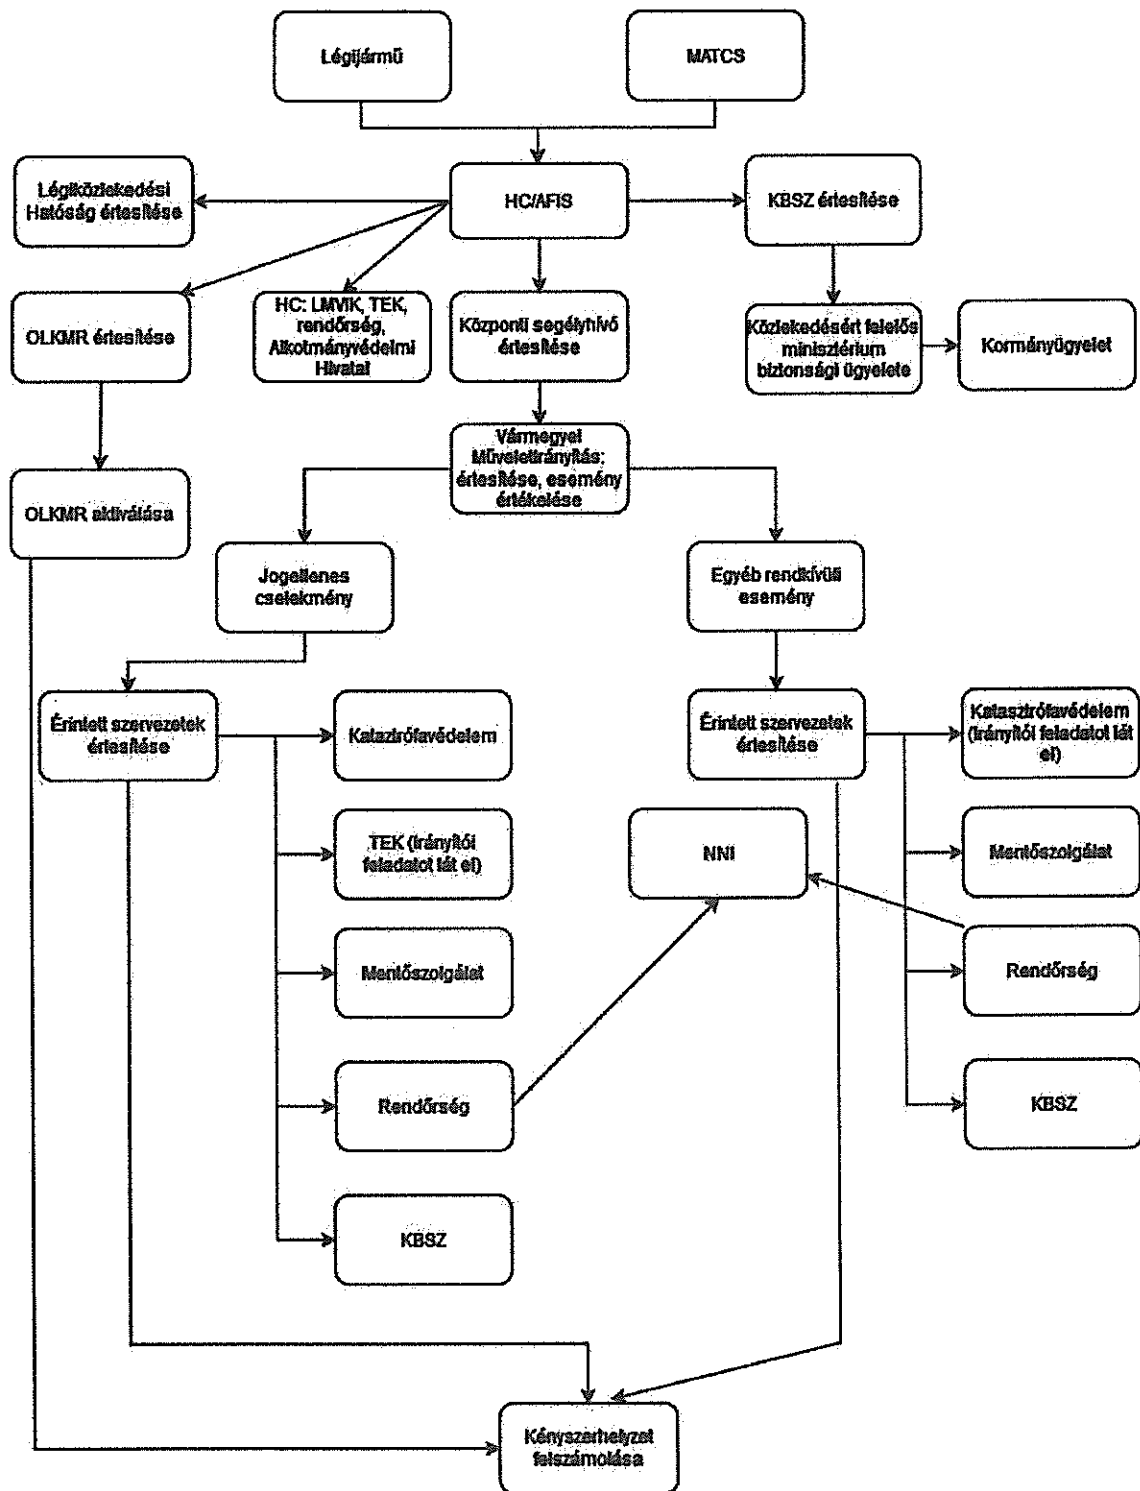 Légijármű
MATCS
Légiközlekedési
Hatóság értesítése
HC/AFIS
KBSZ értesítése
OLKMR értesítése
HC: LMVIK, TEK,
rendőrség,
Alkotmányvédelmi
Hivatal
Központi segélyhívó
értesítése
Közlekedésért felelős
minisztérium
biztonsági ügyelete
Kormányügyelet
Vármegyei
Műveletirányítás:
értesítése, esemény
értékelése
OLKMR aktiválása
Jogellenes
cselekmény
Egyéb rendkívüli
esemény
Érintett szervezetek
értesítése
Katasztrófavédelem
Érintett szervezetek
értesítése
Katasztrófavédelem
(irányítói feladatot lát
el)
TEK (irányítói
feladatot lát el)
NNI
Mentőszolgálat
Mentőszolgálat
Rendőrség
Rendőrség
KBSZ
KBSZ
Kényszerhelyzet
felszámolása